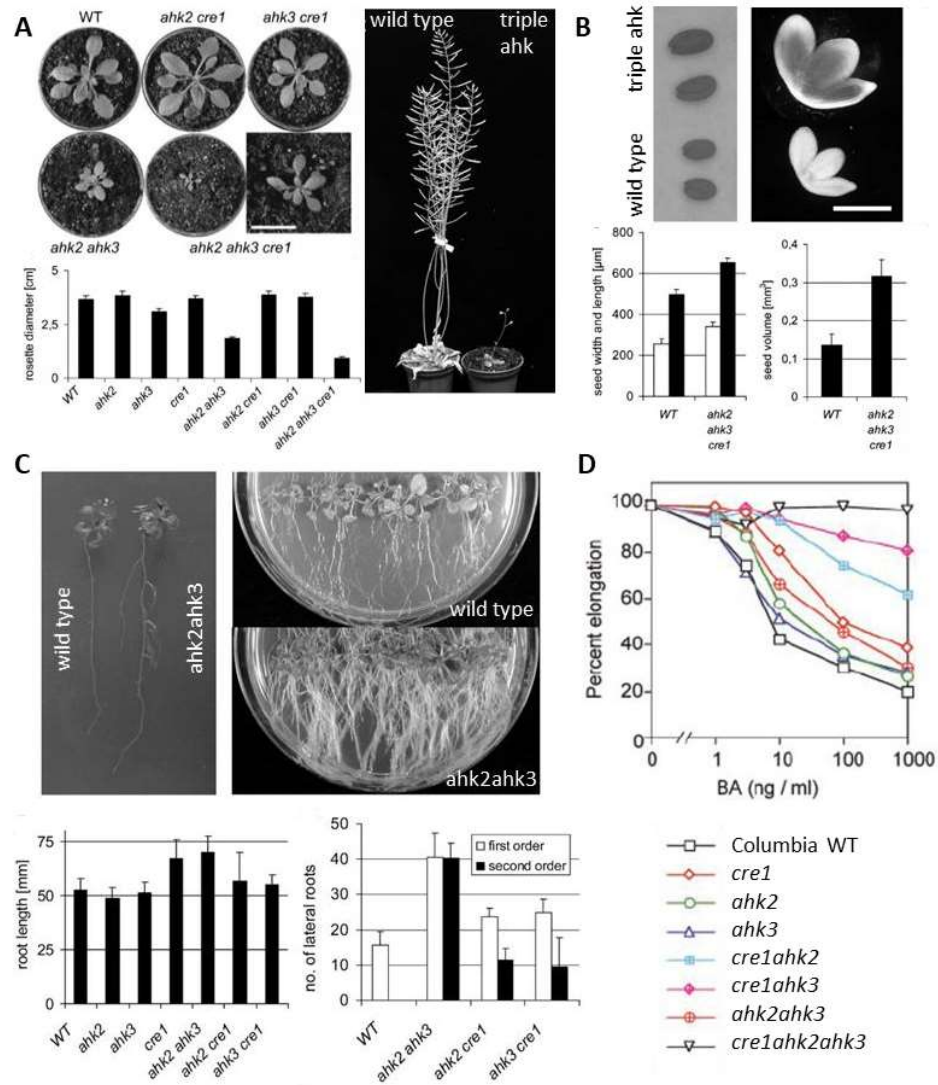 A
WT
ahk2 cre1
ahk3 cre1
ahk2 ahk3
ahk2 ahk3 cre1
wild type
triple
ahk
rosette diameter [cm]
5
2,5
0
WT
ahk2
ahk3
cre1
ahk2 ahk3
ahk2 cre1
ahk3 cre1
ahk2 ahk3 cre1
B
triple ahk
wild type
seed width and length [µm]
800
600
400
200
0
WT
ahk2
ahk3
cre1
seed volume [mm³]
0,4
0,3
0,2
0,1
0
WT
ahk2
ahk3
cre1
C
wild type
ahk2ahk3
wild type
ahk2ahk3
root length [mm]
75
50
25
0
WT
ahk2
ahk3
cre1
ahk2 ahk3
ahk2 cre1
ahk3 cre1
no. of lateral roots
50
40
30
20
10
0
first order
second order
WT
ahk2 ahk3
ahk2 cre1
ahk3 cre1
D
Percent elongation
100
80
60
40
20
0
0
1
10
100
1000
BA (ng / ml)
Columbia WT
cre1
ahk2
ahk3
cre1ahk2
cre1ahk3
ahk2ahk3
cre1ahk2ahk3